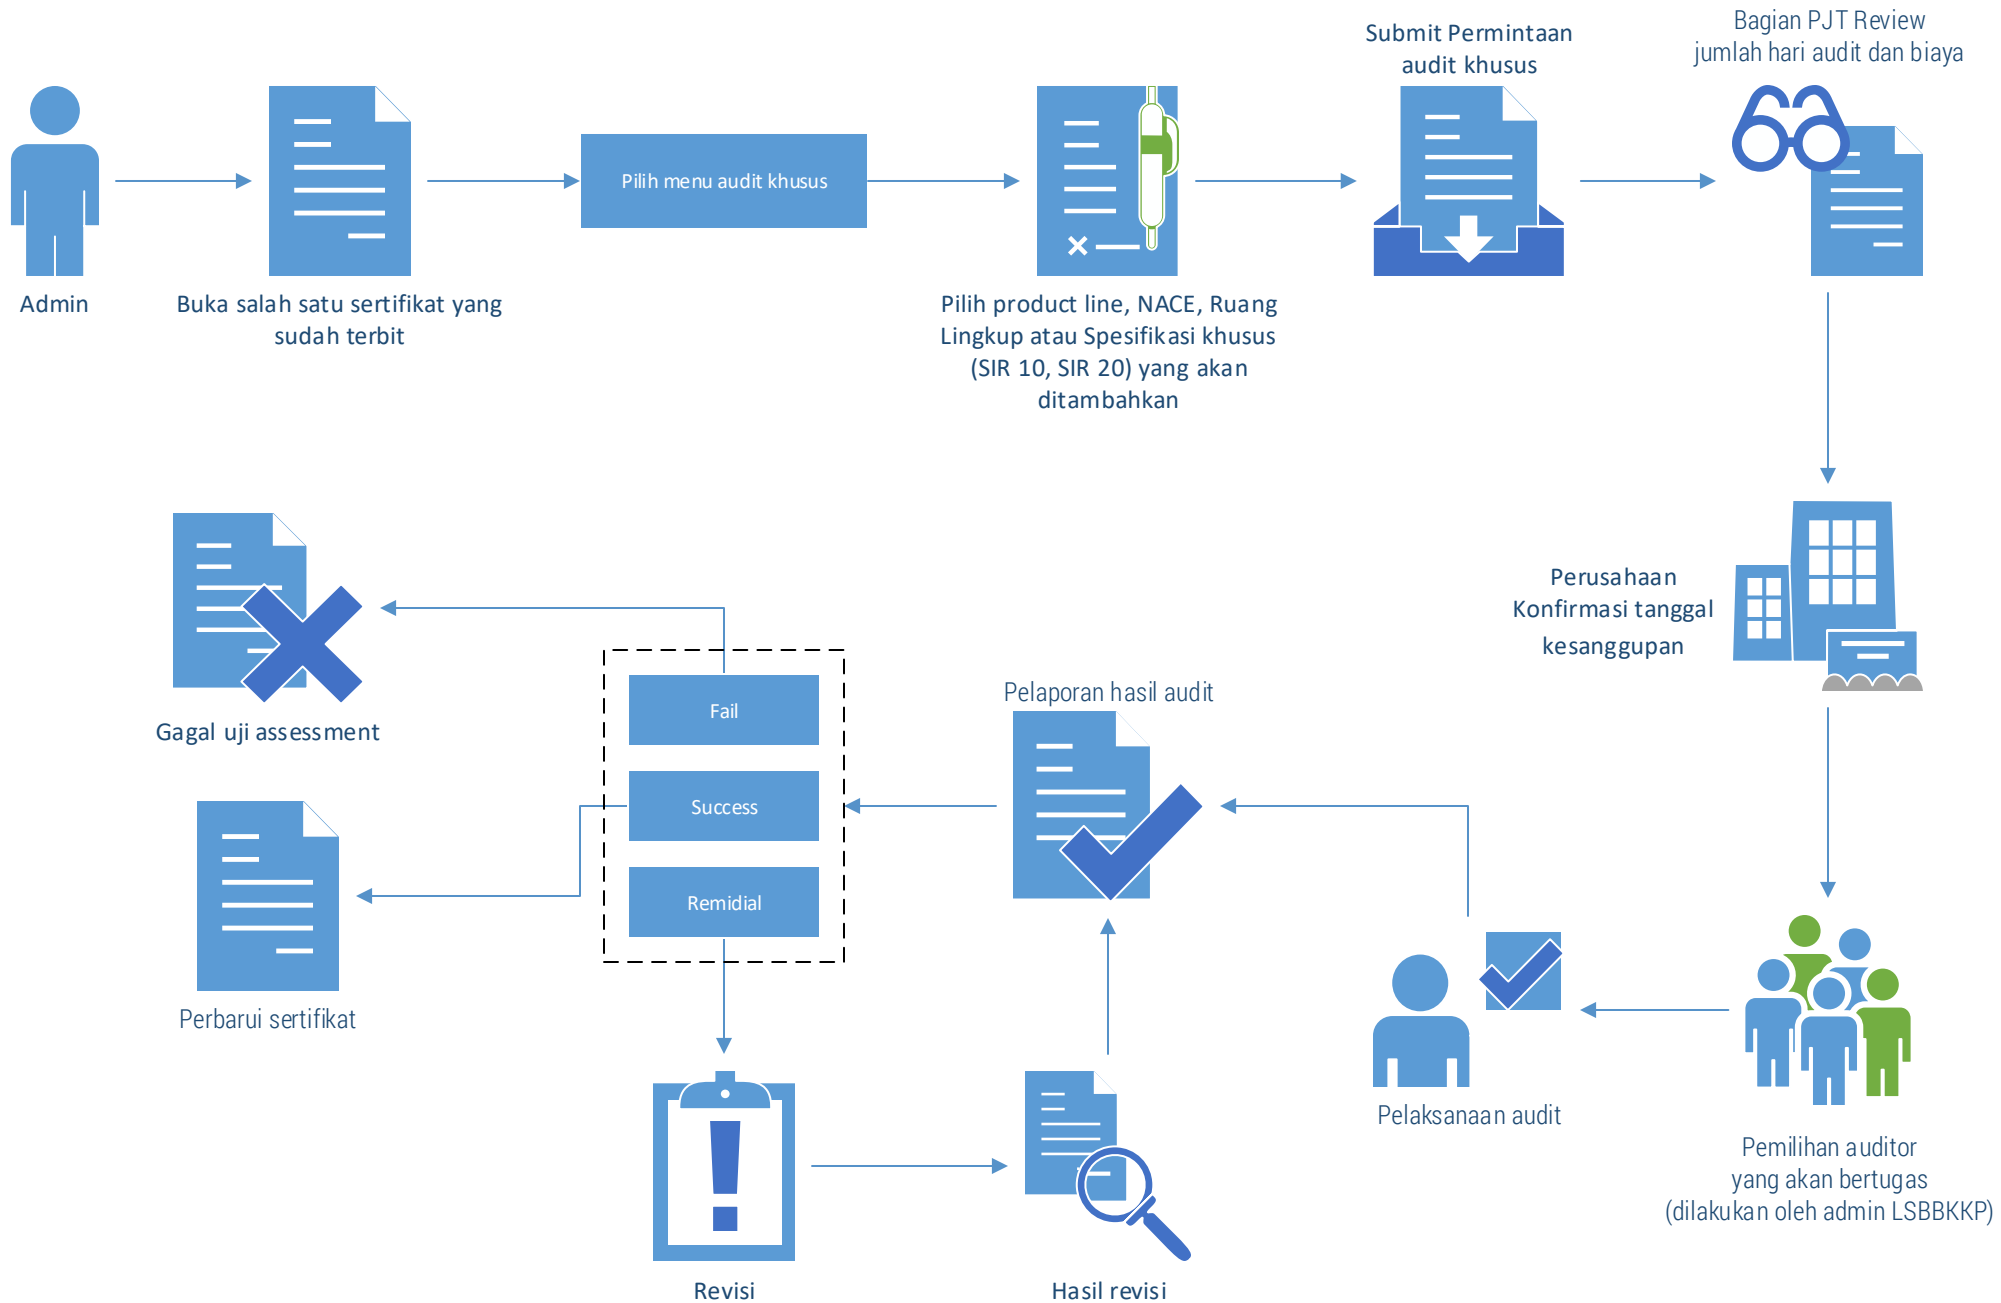 Admin
Buka salah satu sertifikat yang
sudah terbit
Pilih menu audit khusus
Pilih product line, NACE, Ruang
Lingkup atau Spesifikasi khusus
(SIR 10, SIR 20) yang akan
ditambahkan
Submit Permintaan
audit khusus
Bagian PJT Review
jumlah hari audit dan biaya
Perusahaan
Konfirmasi tanggal
kesanggupan
Pemilihan auditor
yang akan bertugas
(dilakukan oleh admin LSBBKKP)
Pelaksanaan audit
Pelaporan hasil audit
Fail
Success
Remidial
Gagal uji assessment
Perbarui sertifikat
Revisi
Hasil revisi